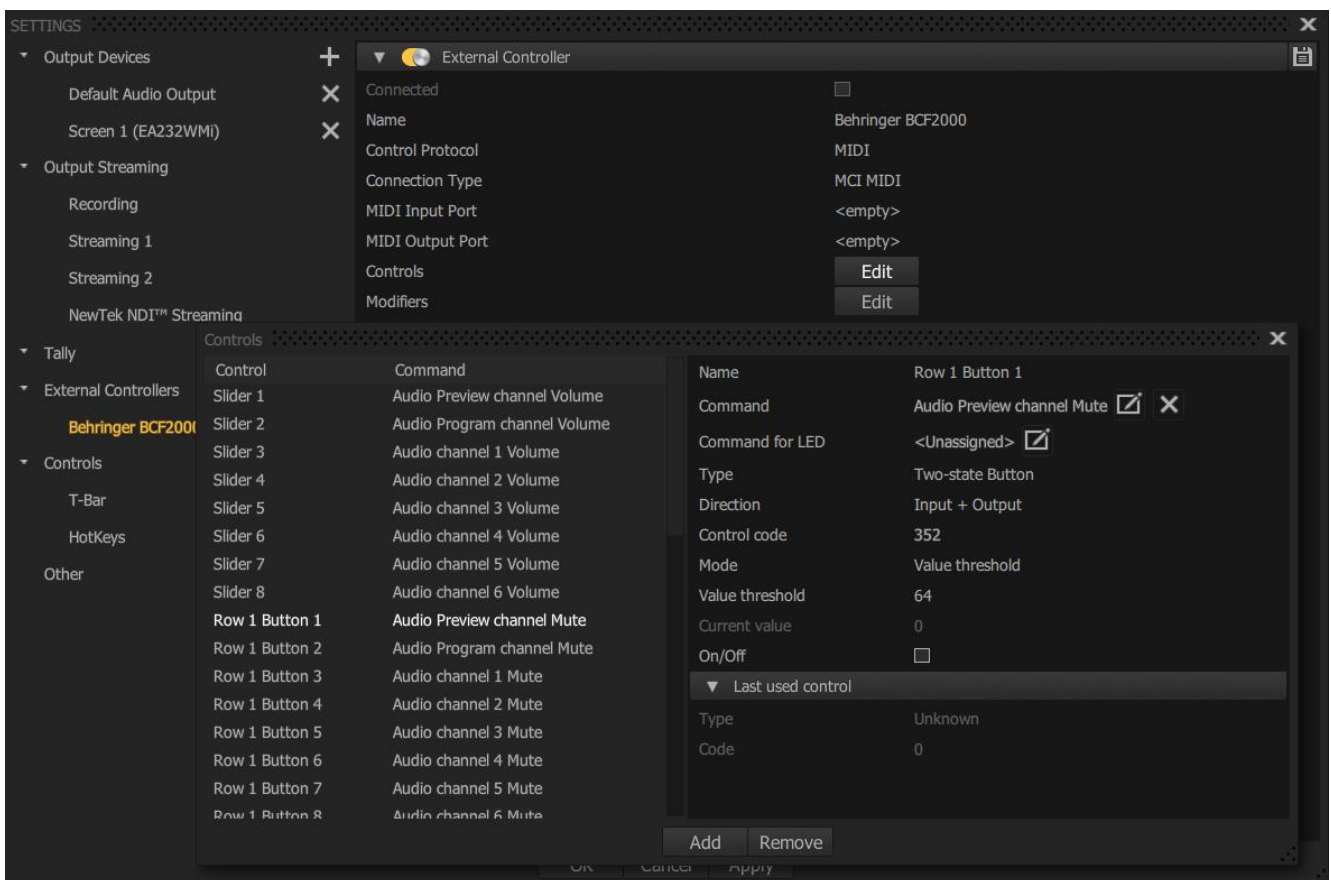 SETTINGS
Output Devices
Default Audio Output
Screen 1 (EA232WMi)
Output Streaming
Recording
Streaming 1
Streaming 2
NewTek NDI™ Streaming
Tally
External Controllers
Behringer BCF2000
Controls
T-Bar
HotKeys
Other
External Controller
Connected
Name Behringer BCF2000
Control Protocol MIDI
Connection Type MCI MIDI
MIDI Input Port <empty>
MIDI Output Port <empty>
Controls Edit
Modifiers Edit
Controls
Control Command
Slider 1 Audio Preview channel Volume
Slider 2 Audio Program channel Volume
Slider 3 Audio channel 1 Volume
Slider 4 Audio channel 2 Volume
Slider 5 Audio channel 3 Volume
Slider 6 Audio channel 4 Volume
Slider 7 Audio channel 5 Volume
Slider 8 Audio channel 6 Volume
Row 1 Button 1 Audio Preview channel Mute
Row 1 Button 2 Audio Program channel Mute
Row 1 Button 3 Audio channel 1 Mute
Row 1 Button 4 Audio channel 2 Mute
Row 1 Button 5 Audio channel 3 Mute
Row 1 Button 6 Audio channel 4 Mute
Row 1 Button 7 Audio channel 5 Mute
Row 1 Button 8 Audio channel 6 Mute
Name Row 1 Button 1
Command Audio Preview channel Mute
Command for LED <Unassigned>
Type Two-state Button
Direction Input + Output
Control code 352
Mode Value threshold
Value threshold 64
Current value 0
On/Off
Last used control
Type Unknown
Code 0
Add Remove
OK Cancel Apply